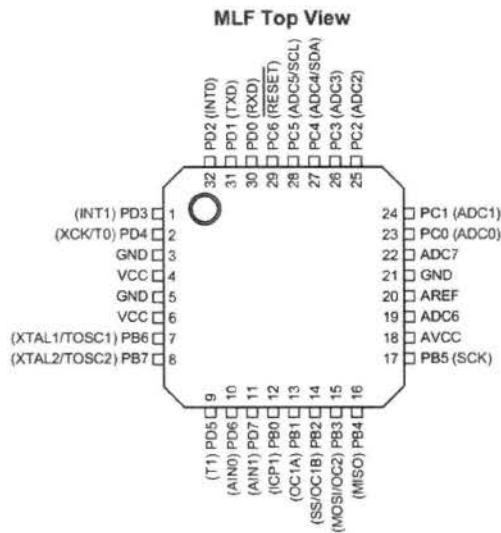 MLF Top View
PD2 (INT0)
PD1 (TXD)
PD0 (RXD)
PC6 (RESET)
PC5 (ADC5/SCL)
PC4 (ADC4/SDA)
PC3 (ADC3)
PC2 (ADC2)
32
31
30
29
28
27
26
25
(INT1) PD3 1
(XCK/T0) PD4 2
GND 3
VCC 4
GND 5
VCC 6
(XTAL1/TOSC1) PB6 7
(XTAL2/TOSC2) PB7 8
24 PC1 (ADC1)
23 PC0 (ADC0)
22 ADC7
21 GND
20 AREF
19 ADC6
18 AVCC
17 PB5 (SCK)
9
10
11
12
13
14
15
16
(T1) PD5
(AIN0) PD6
(AIN1) PD7
(ICP1) PB0
(OC1A) PB1
(SS/OC1B) PB2
(MOSI/OC2) PB3
(MISO) PB4